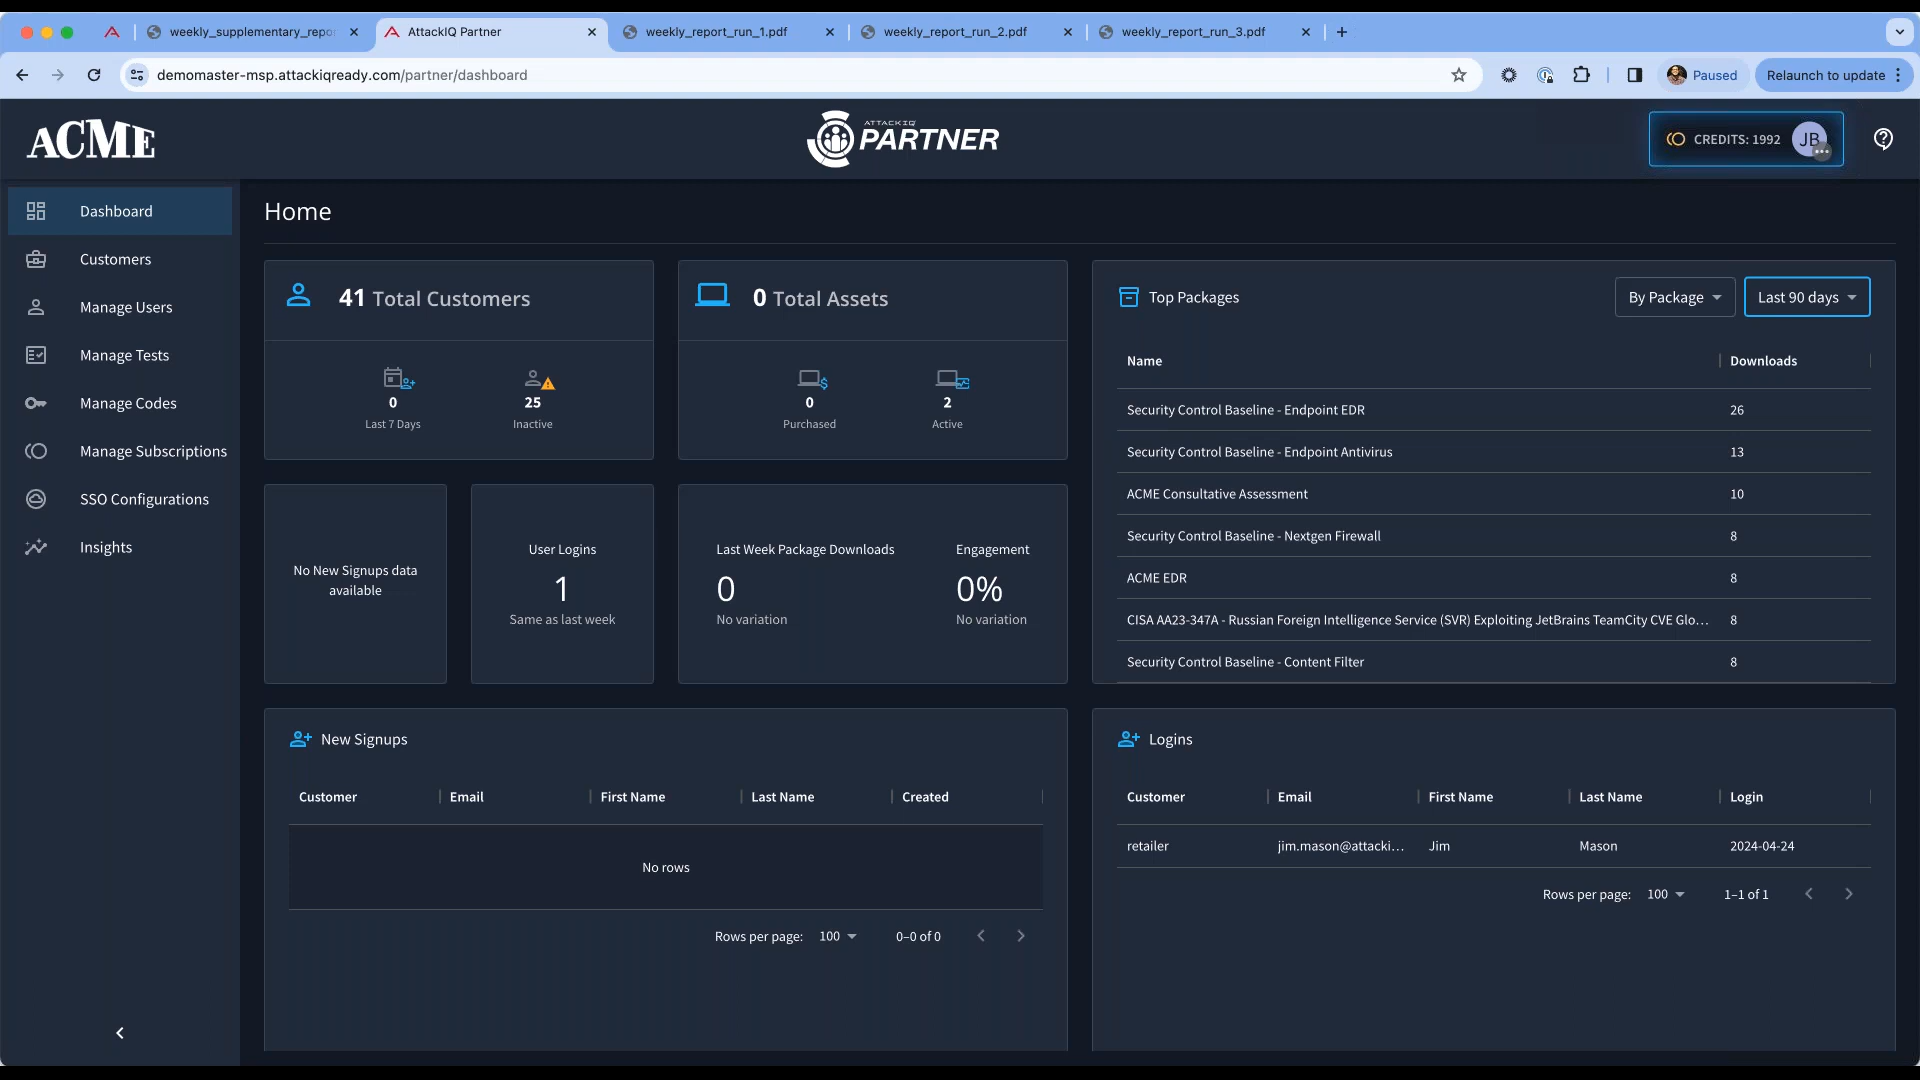 weekly_supplementary_repo
AttackIQ Partner
weekly_report_run_1.pdf
weekly_report_run_2.pdf
weekly_report_run_3.pdf
demomaster-msp.attackiqready.com/partner/dashboard
Paused
Relaunch to update
ACME
ATTACKIQ
PARTNER
CREDITS: 1992
JB
Dashboard
Customers
Manage Users
Manage Tests
Manage Codes
Manage Subscriptions
SSO Configurations
Insights
Home
41 Total Customers
0
Last 7 Days
25
Inactive
0 Total Assets
0
Purchased
2
Active
No New Signups data
available
User Logins
1
Same as last week
Last Week Package Downloads
0
No variation
Engagement
0%
No variation
Top Packages
By Package
Last 90 days
Name Downloads
Security Control Baseline - Endpoint EDR 26
Security Control Baseline - Endpoint Antivirus 13
ACME Consultative Assessment 10
Security Control Baseline - Nextgen Firewall 8
ACME EDR 8
CISA AA23-347A - Russian Foreign Intelligence Service (SVR) Exploiting JetBrains TeamCity CVE Glo... 8
Security Control Baseline - Content Filter 8
New Signups
Customer Email First Name Last Name Created
No rows
Rows per page: 100 0–0 of 0
Logins
Customer Email First Name Last Name Login
retailer jim.mason@attacki... Jim Mason 2024-04-24
Rows per page: 100 1–1 of 1